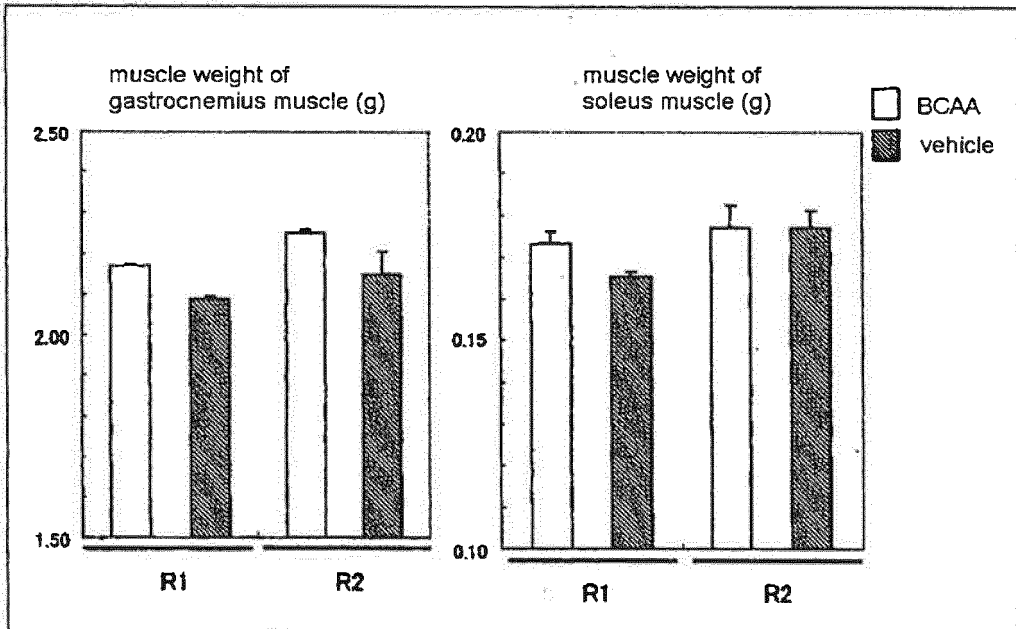 muscle weight of
gastrocnemius muscle (g)
2.50
2.00
1.50
R1
R2
muscle weight of
soleus muscle (g)
0.20
0.15
0.10
R1
R2
BCAA
vehicle